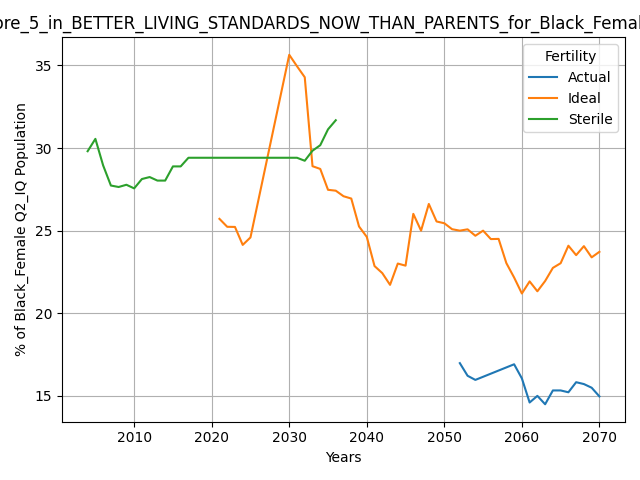 ore_5_in_BETTER_LIVING_STANDARDS_NOW_THAN_PARENTS_for_Black_Femal
Fertility
Actual
Ideal
Sterile
% of Black_Female Q2_IQ Population
35
30
25
20
15
2010 2020 2030 2040 2050 2060 2070
Years